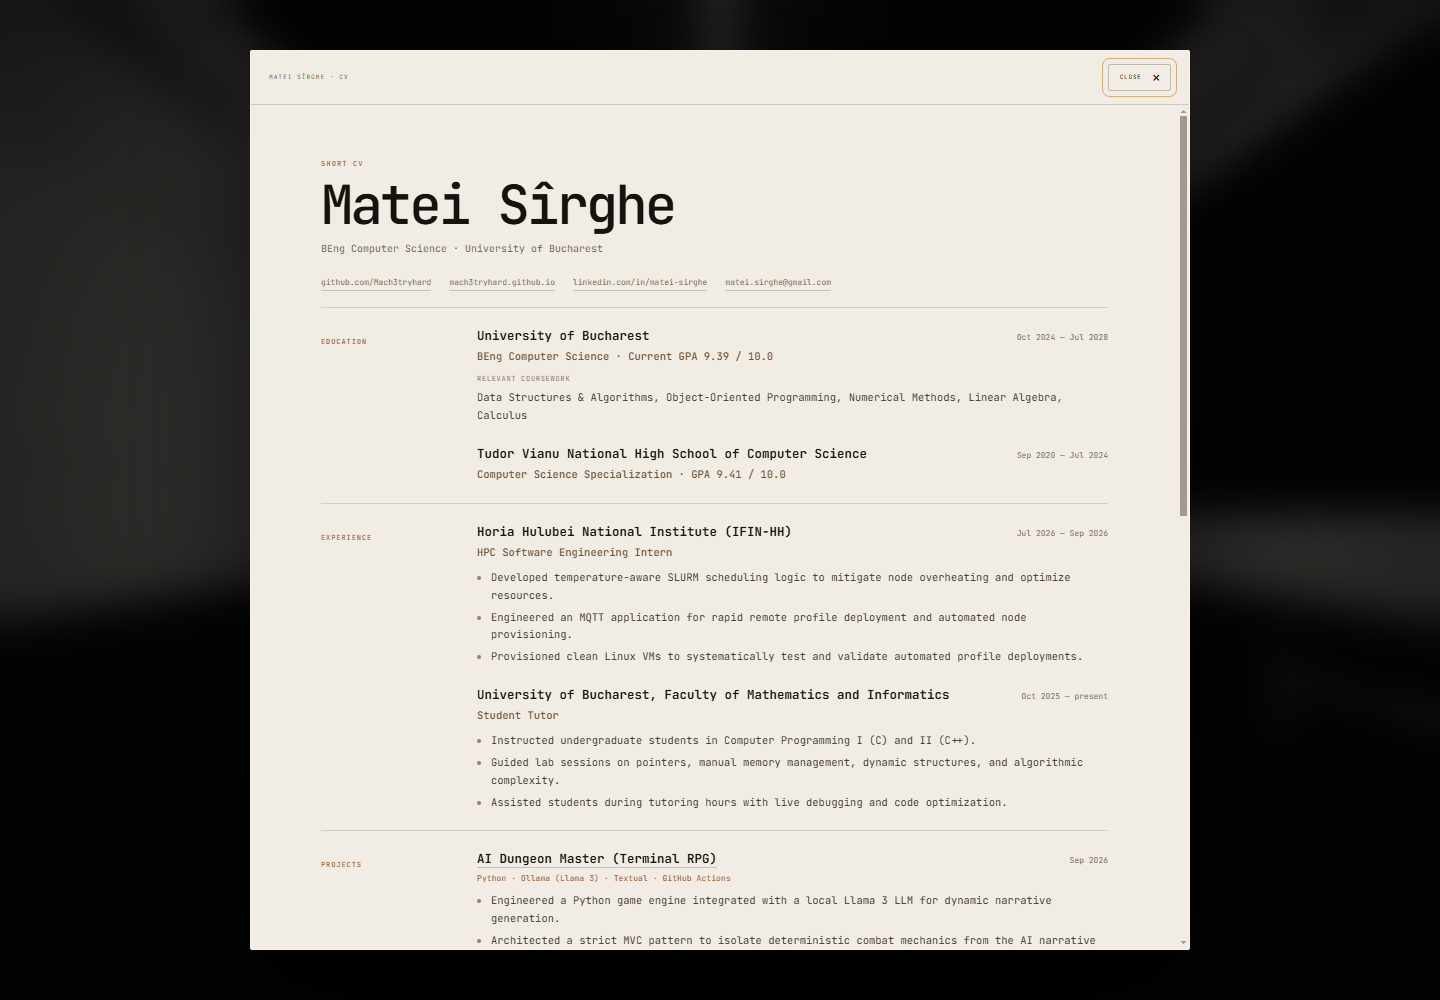 MATEI SÎRGHE · CV
CLOSE ×
SHORT CV
Matei Sîrghe
BEng Computer Science · University of Bucharest
github.com/Mach3tryhard mach3tryhard.github.io linkedin.com/in/matei-sirghe matei.sirghe@gmail.com
EDUCATION
University of Bucharest Oct 2024 — Jul 2028
BEng Computer Science · Current GPA 9.39 / 10.0
RELEVANT COURSEWORK
Data Structures & Algorithms, Object-Oriented Programming, Numerical Methods, Linear Algebra,
Calculus
Tudor Vianu National High School of Computer Science Sep 2020 — Jul 2024
Computer Science Specialization · GPA 9.41 / 10.0
EXPERIENCE
Horia Hulubei National Institute (IFIN-HH) Jul 2026 — Sep 2026
HPC Software Engineering Intern
Developed temperature-aware SLURM scheduling logic to mitigate node overheating and optimize
resources.
Engineered an MQTT application for rapid remote profile deployment and automated node
provisioning.
Provisioned clean Linux VMs to systematically test and validate automated profile deployments.
University of Bucharest, Faculty of Mathematics and Informatics Oct 2025 — present
Student Tutor
Instructed undergraduate students in Computer Programming I (C) and II (C++).
Guided lab sessions on pointers, manual memory management, dynamic structures, and algorithmic
complexity.
Assisted students during tutoring hours with live debugging and code optimization.
PROJECTS
AI Dungeon Master (Terminal RPG) Sep 2026
Python · Ollama (Llama 3) · Textual · GitHub Actions
Engineered a Python game engine integrated with a local Llama 3 LLM for dynamic narrative
generation.
Architected a strict MVC pattern to isolate deterministic combat mechanics from the AI narrative